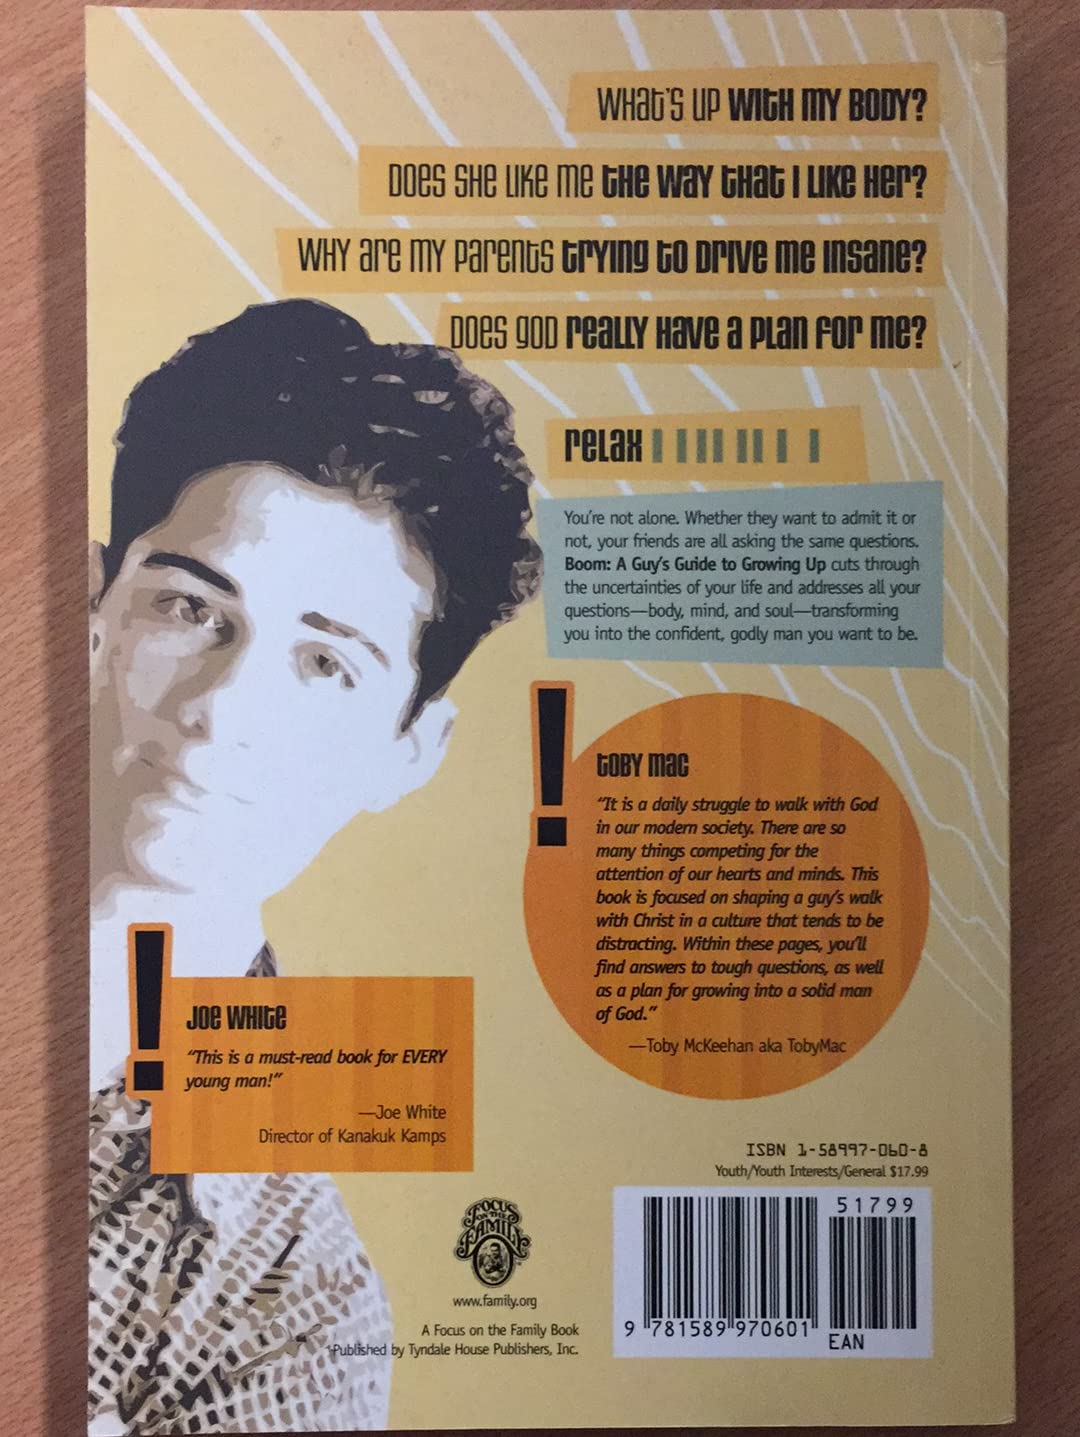 What's up with my body?
Does she like me the way that I like her?
Why are my parents trying to drive me insane?
Does God really have a plan for me?
relax
You're not alone. Whether they want to admit it or
not, your friends are all asking the same questions.
Boom: A Guy's Guide to Growing Up cuts through
the uncertainties of your life and addresses all your
questions—body, mind, and soul—transforming
you into the confident, godly man you want to be.
!
Toby Mac
"It is a daily struggle to walk with God
in our modern society. There are so
many things competing for the
attention of our hearts and minds. This
book is focused on shaping a guy's walk
with Christ in a culture that tends to be
distracting. Within these pages, you'll
find answers to tough questions, as well
as a plan for growing into a solid man
of God."
—Toby McKeehan aka TobyMac
!
Joe White
"This is a must-read book for EVERY
young man!"
—Joe White
Director of Kanakuk Kamps
ISBN 1-58997-060-8
Youth/Youth Interests/General $17.99
51799
9 781589 970601
EAN
FOCUS
ON THE
FAMILY
www.family.org
A Focus on the Family Book
Published by Tyndale House Publishers, Inc.